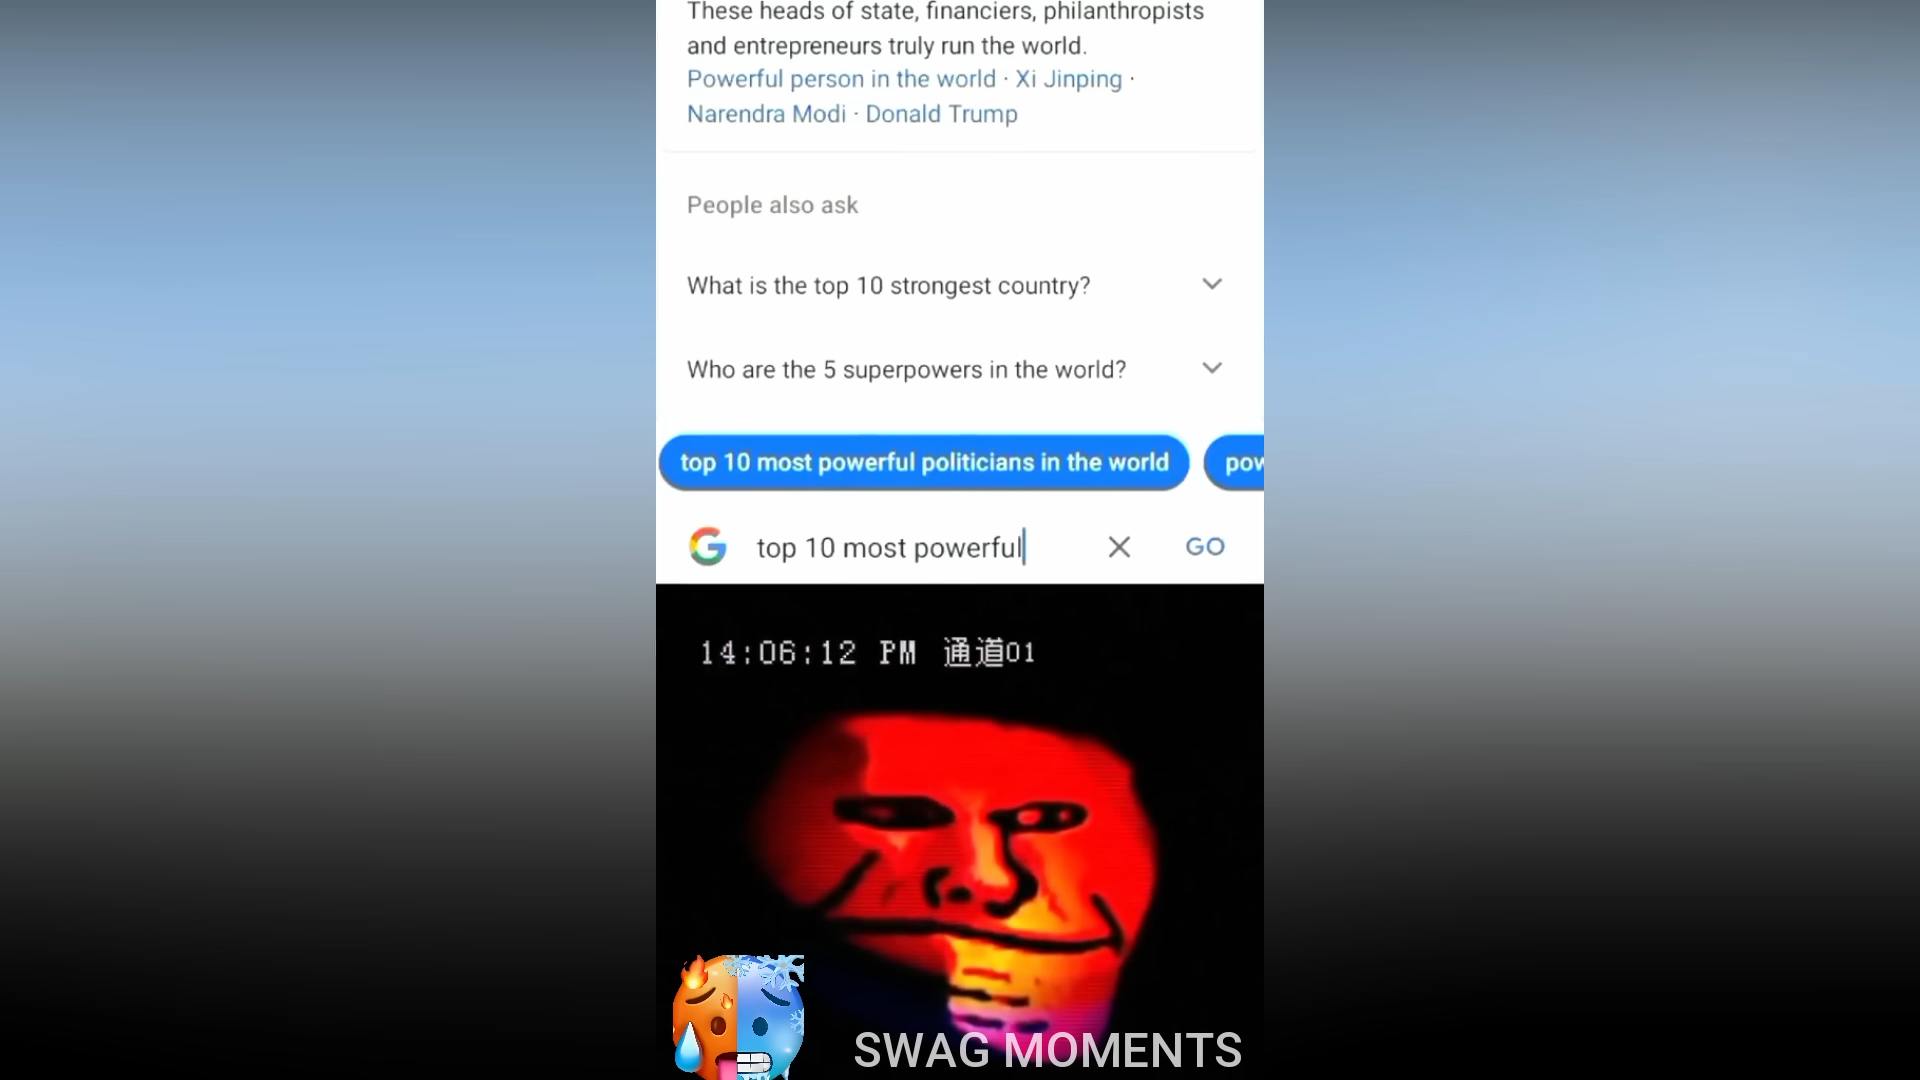 These heads of state, financiers, philanthropists
and entrepreneurs truly run the world.
Powerful person in the world · Xi Jinping ·
Narendra Modi · Donald Trump
People also ask
What is the top 10 strongest country?
Who are the 5 superpowers in the world?
top 10 most powerful politicians in the world
pow
top 10 most powerful
GO
14:06:12 PM 通道01
SWAG MOMENTS